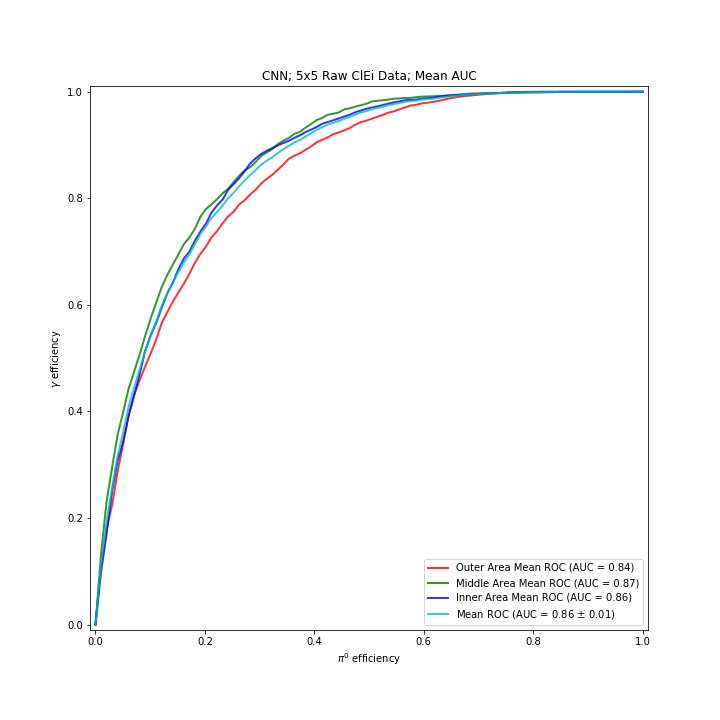 CNN; 5x5 Raw ClEi Data; Mean AUC
1.0
0.8
0.6
0.4
0.2
0.0
γ efficiency
0.0 0.2 0.4 0.6 0.8 1.0
π⁰ efficiency
Outer Area Mean ROC (AUC = 0.84)
Middle Area Mean ROC (AUC = 0.87)
Inner Area Mean ROC (AUC = 0.86)
Mean ROC (AUC = 0.86 ± 0.01)